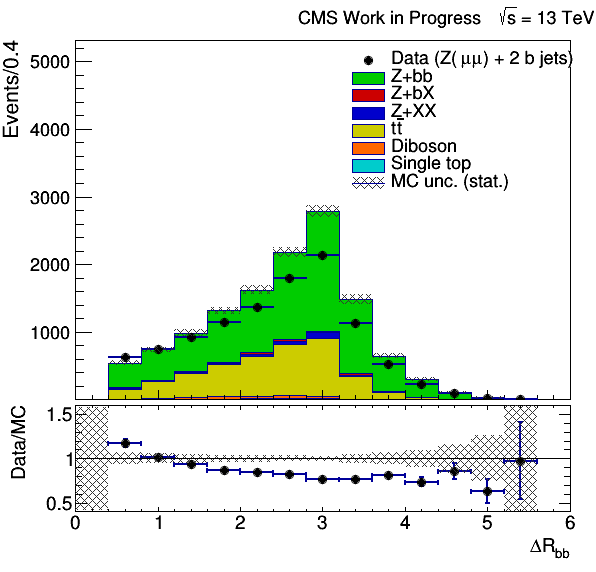 CMS Work in Progress √s = 13 TeV
Events/0.4
5000
4000
3000
2000
1000
Data (Z(μμ) + 2 b jets)
Z+bb
Z+bX
Z+XX
tt̄
Diboson
Single top
MC unc. (stat.)
Data/MC
1.5
1
0.5
0 1 2 3 4 5 6
ΔR_bb